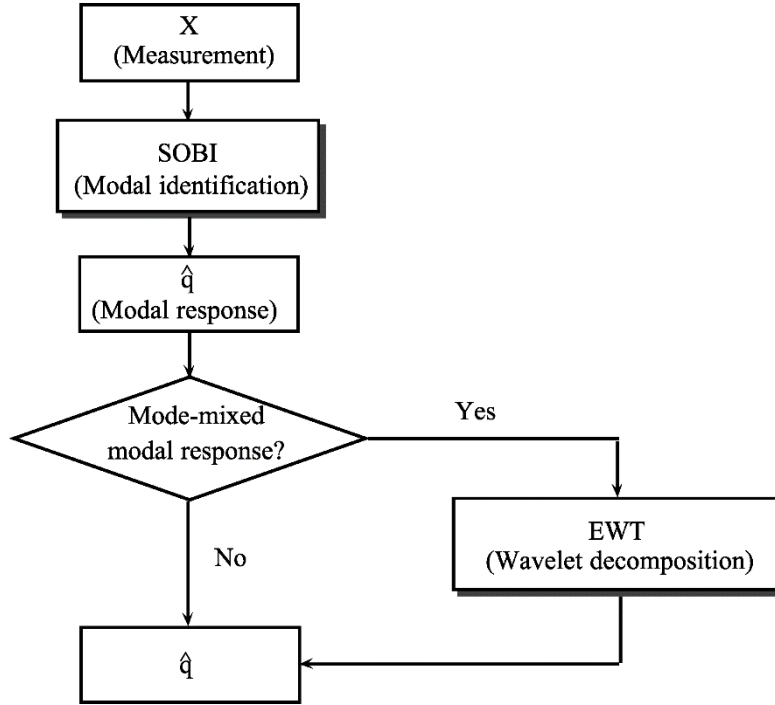 X
(Measurement)
SOBI
(Modal identification)
q̂
(Modal response)
Mode-mixed
modal response?
Yes
EWT
(Wavelet decomposition)
No
q̂